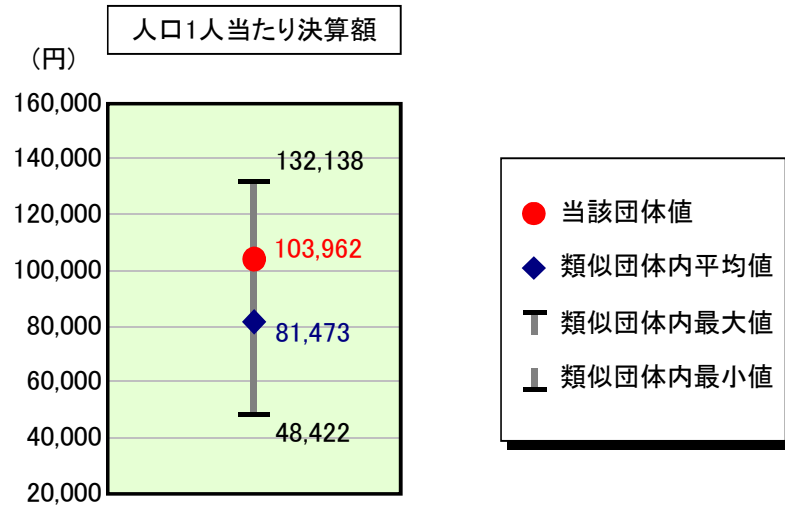 人口1人当たり決算額
（円）
160,000
140,000
120,000
100,000
80,000
60,000
40,000
20,000
132,138
103,962
81,473
48,422
当該団体値
類似団体内平均値
類似団体内最大値
類似団体内最小値